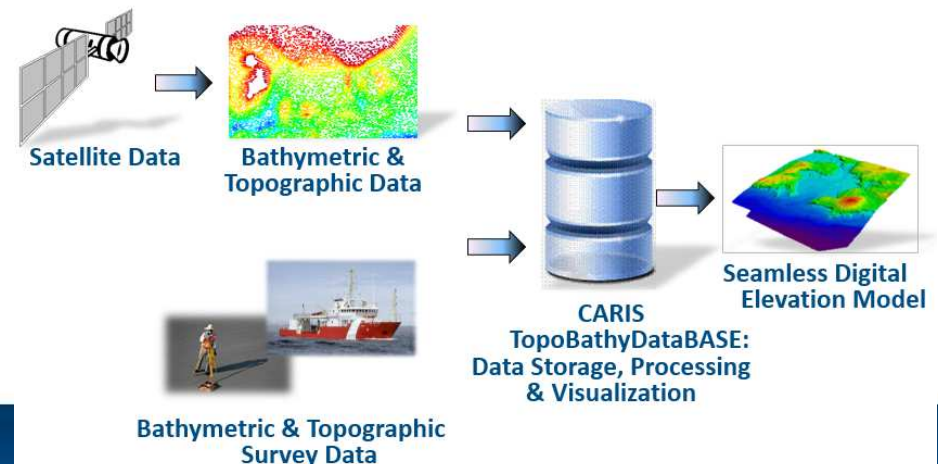 Satellite Data
Bathymetric &
Topographic Data
Seamless Digital
Elevation Model
CARIS
TopoBathyDataBASE:
Data Storage, Processing
& Visualization
Bathymetric & Topographic
Survey Data